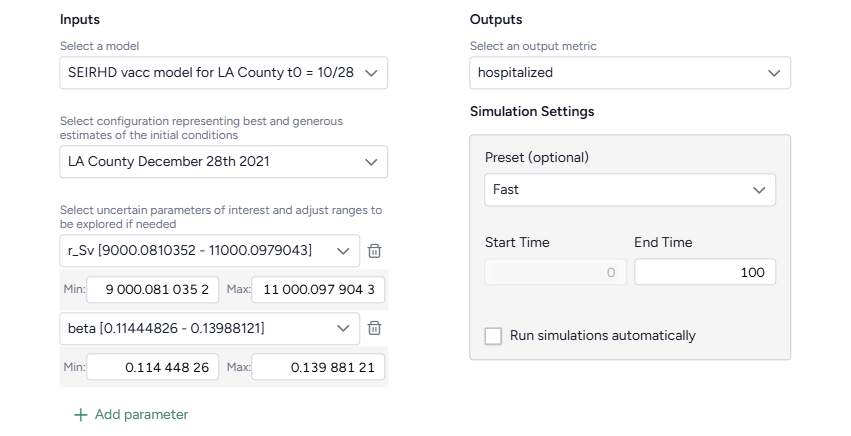 Inputs
Select a model
SEIRHD vacc model for LA County t0 = 10/28
Select configuration representing best and generous
estimates of the initial conditions
LA County December 28th 2021
Select uncertain parameters of interest and adjust ranges to
be explored if needed
r_Sv [9000.0810352 - 11000.0979043]
Min: 9 000.081 035 2 Max: 11 000.097 904 3
beta [0.11444826 - 0.13988121]
Min: 0.114 448 26 Max: 0.139 881 21
+ Add parameter
Outputs
Select an output metric
hospitalized
Simulation Settings
Preset (optional)
Fast
Start Time End Time
0 100
Run simulations automatically